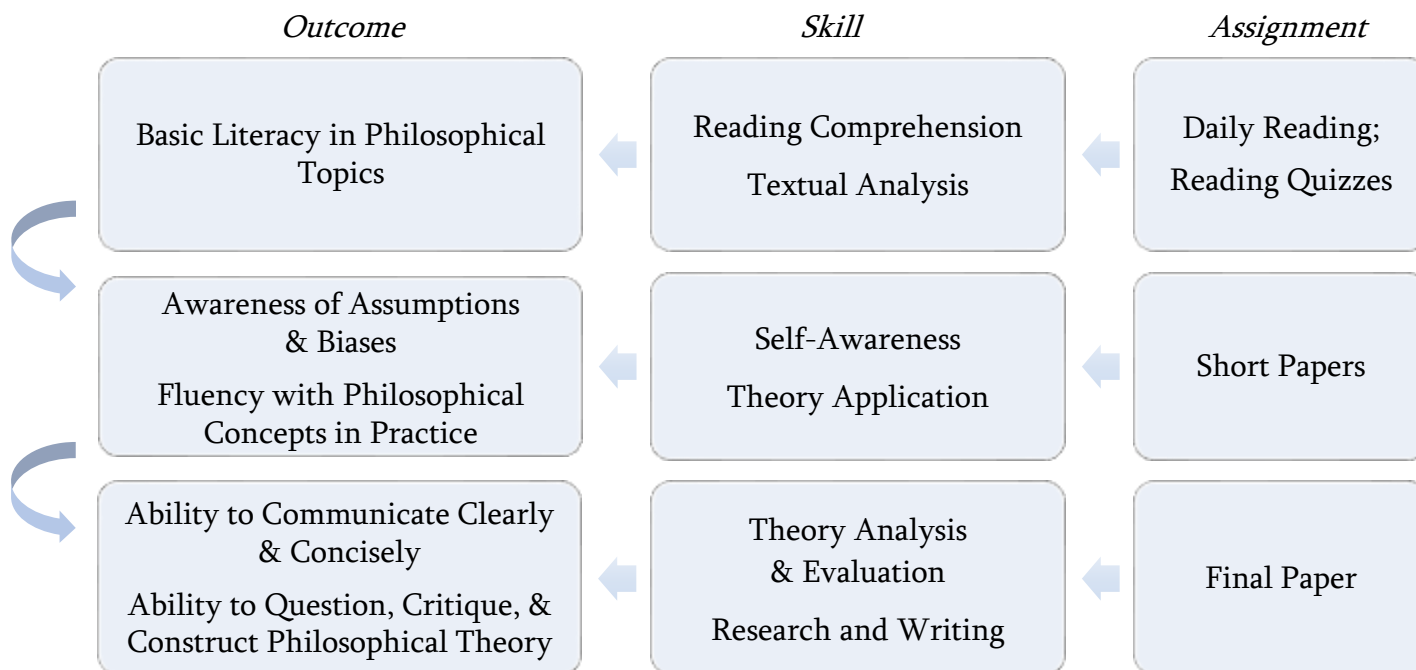 Outcome
Skill
Assignment
Basic Literacy in Philosophical
Topics
Reading Comprehension
Textual Analysis
Daily Reading;
Reading Quizzes
Awareness of Assumptions
& Biases
Fluency with Philosophical
Concepts in Practice
Self-Awareness
Theory Application
Short Papers
Ability to Communicate Clearly
& Concisely
Ability to Question, Critique, &
Construct Philosophical Theory
Theory Analysis
& Evaluation
Research and Writing
Final Paper